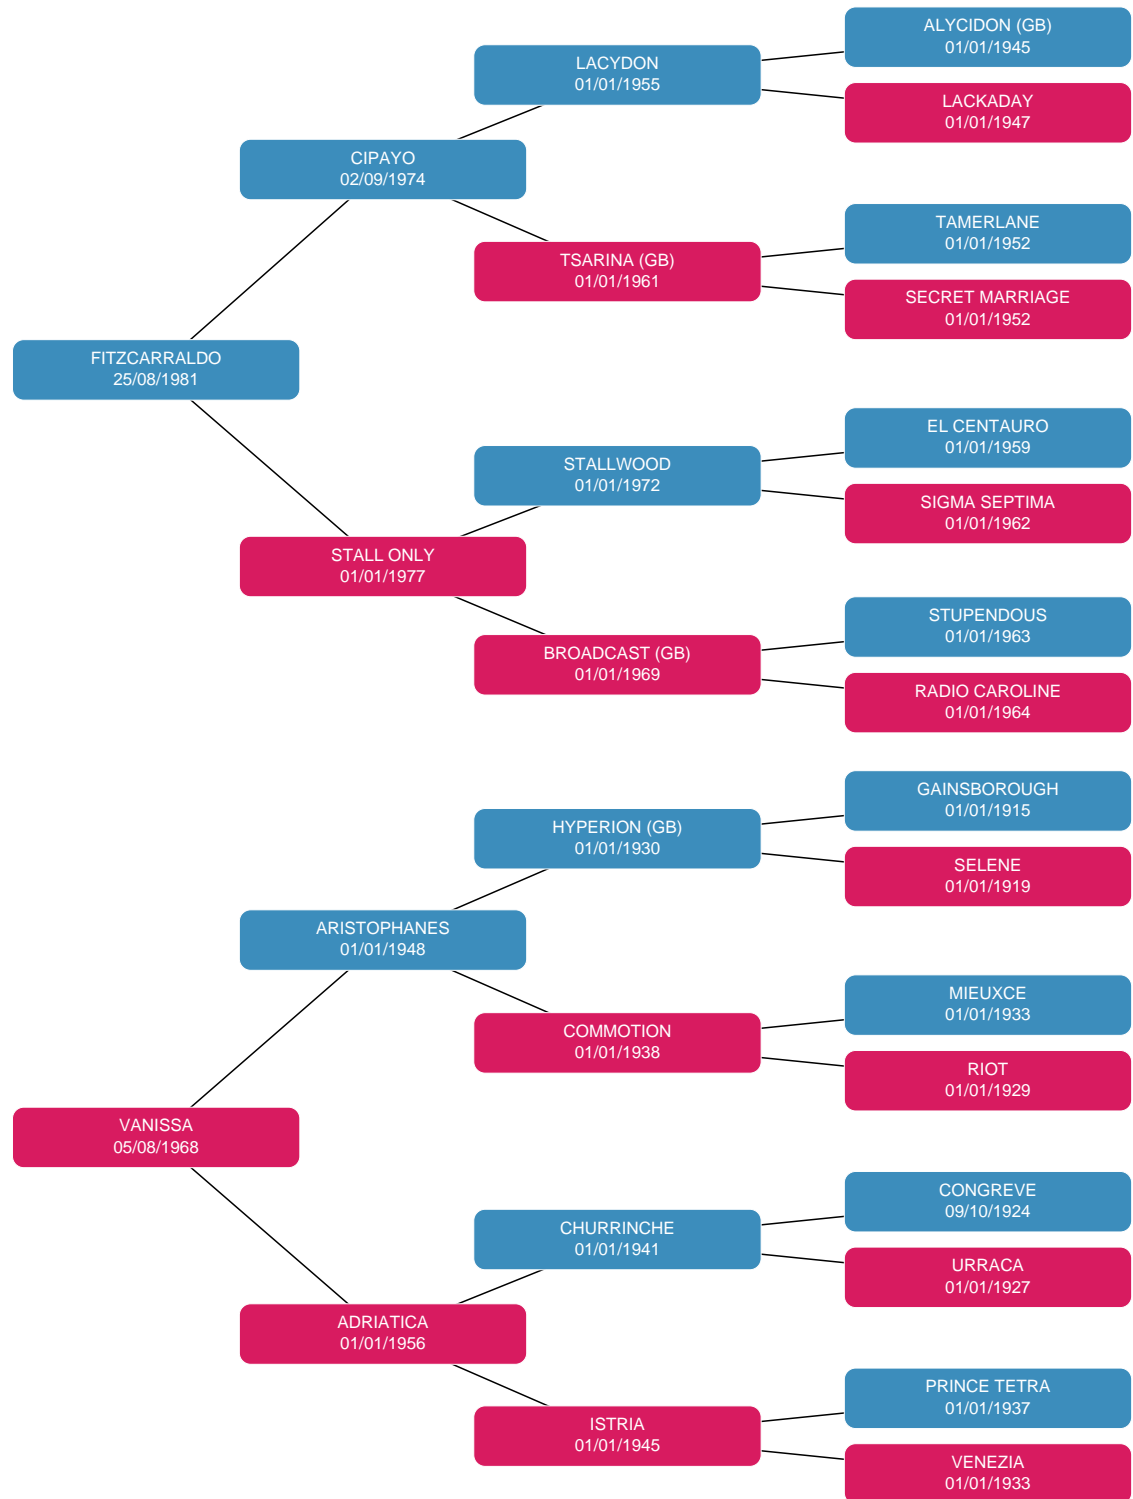 ALYCIDON (GB)
01/01/1945
LACYDON
01/01/1955
LACKADAY
01/01/1947
CIPAYO
02/09/1974
TAMERLANE
01/01/1952
TSARINA (GB)
01/01/1961
SECRET MARRIAGE
01/01/1952
FITZCARRALDO
25/08/1981
EL CENTAURO
01/01/1959
STALLWOOD
01/01/1972
SIGMA SEPTIMA
01/01/1962
STALL ONLY
01/01/1977
STUPENDOUS
01/01/1963
BROADCAST (GB)
01/01/1969
RADIO CAROLINE
01/01/1964
GAINSBOROUGH
01/01/1915
HYPERION (GB)
01/01/1930
SELENE
01/01/1919
ARISTOPHANES
01/01/1948
MIEUXCE
01/01/1933
COMMOTION
01/01/1938
RIOT
01/01/1929
VANISSA
05/08/1968
CONGREVE
09/10/1924
CHURRINCHE
01/01/1941
URRACA
01/01/1927
ADRIATICA
01/01/1956
PRINCE TETRA
01/01/1937
ISTRIA
01/01/1945
VENEZIA
01/01/1933